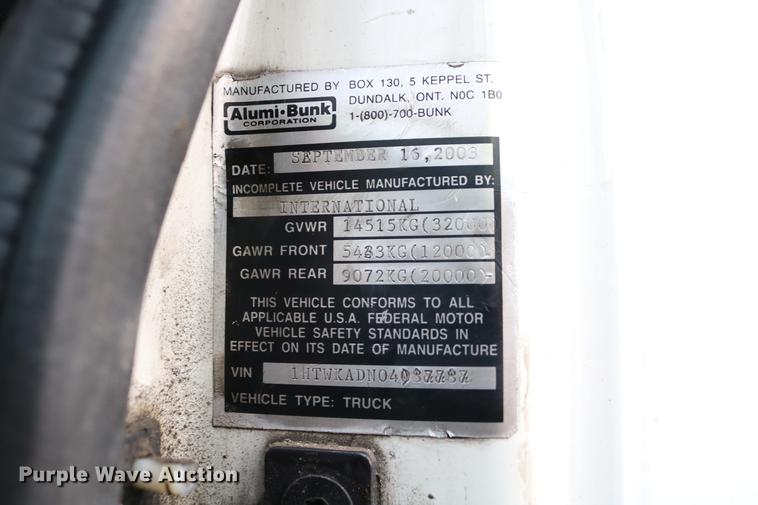 MANUFACTURED BY BOX 130, 5 KEPPEL ST.
Alumi·Bunk DUNDALK, ONT. N0C 1B0
CORPORATION 1-(800)-700-BUNK
DATE: SEPTEMBER 16,2003
INCOMPLETE VEHICLE MANUFACTURED BY:
INTERNATIONAL
GVWR 14515KG(32000
GAWR FRONT 5443KG(12000)
GAWR REAR 9072KG(20000)
THIS VEHICLE CONFORMS TO ALL
APPLICABLE U.S.A. FEDERAL MOTOR
VEHICLE SAFETY STANDARDS IN
EFFECT ON ITS DATE OF MANUFACTURE
VIN
VEHICLE TYPE: TRUCK
Purple Wave Auction